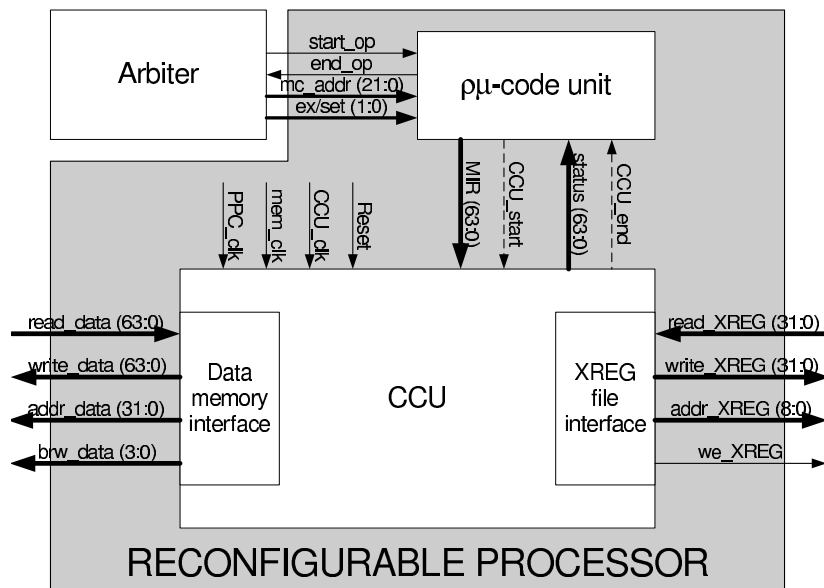 Arbiter
start_op
end_op
mc_addr (21:0)
ex/set (1:0)
ρμ-code unit
PPC_clk
mem_clk
CCU_clk
Reset
MIR (63:0)
CCU_start
status (63:0)
CCU_end
read_data (63:0)
write_data (63:0)
addr_data (31:0)
brw_data (3:0)
Data
memory
interface
CCU
XREG
file
interface
read_XREG (31:0)
write_XREG (31:0)
addr_XREG (8:0)
we_XREG
RECONFIGURABLE PROCESSOR